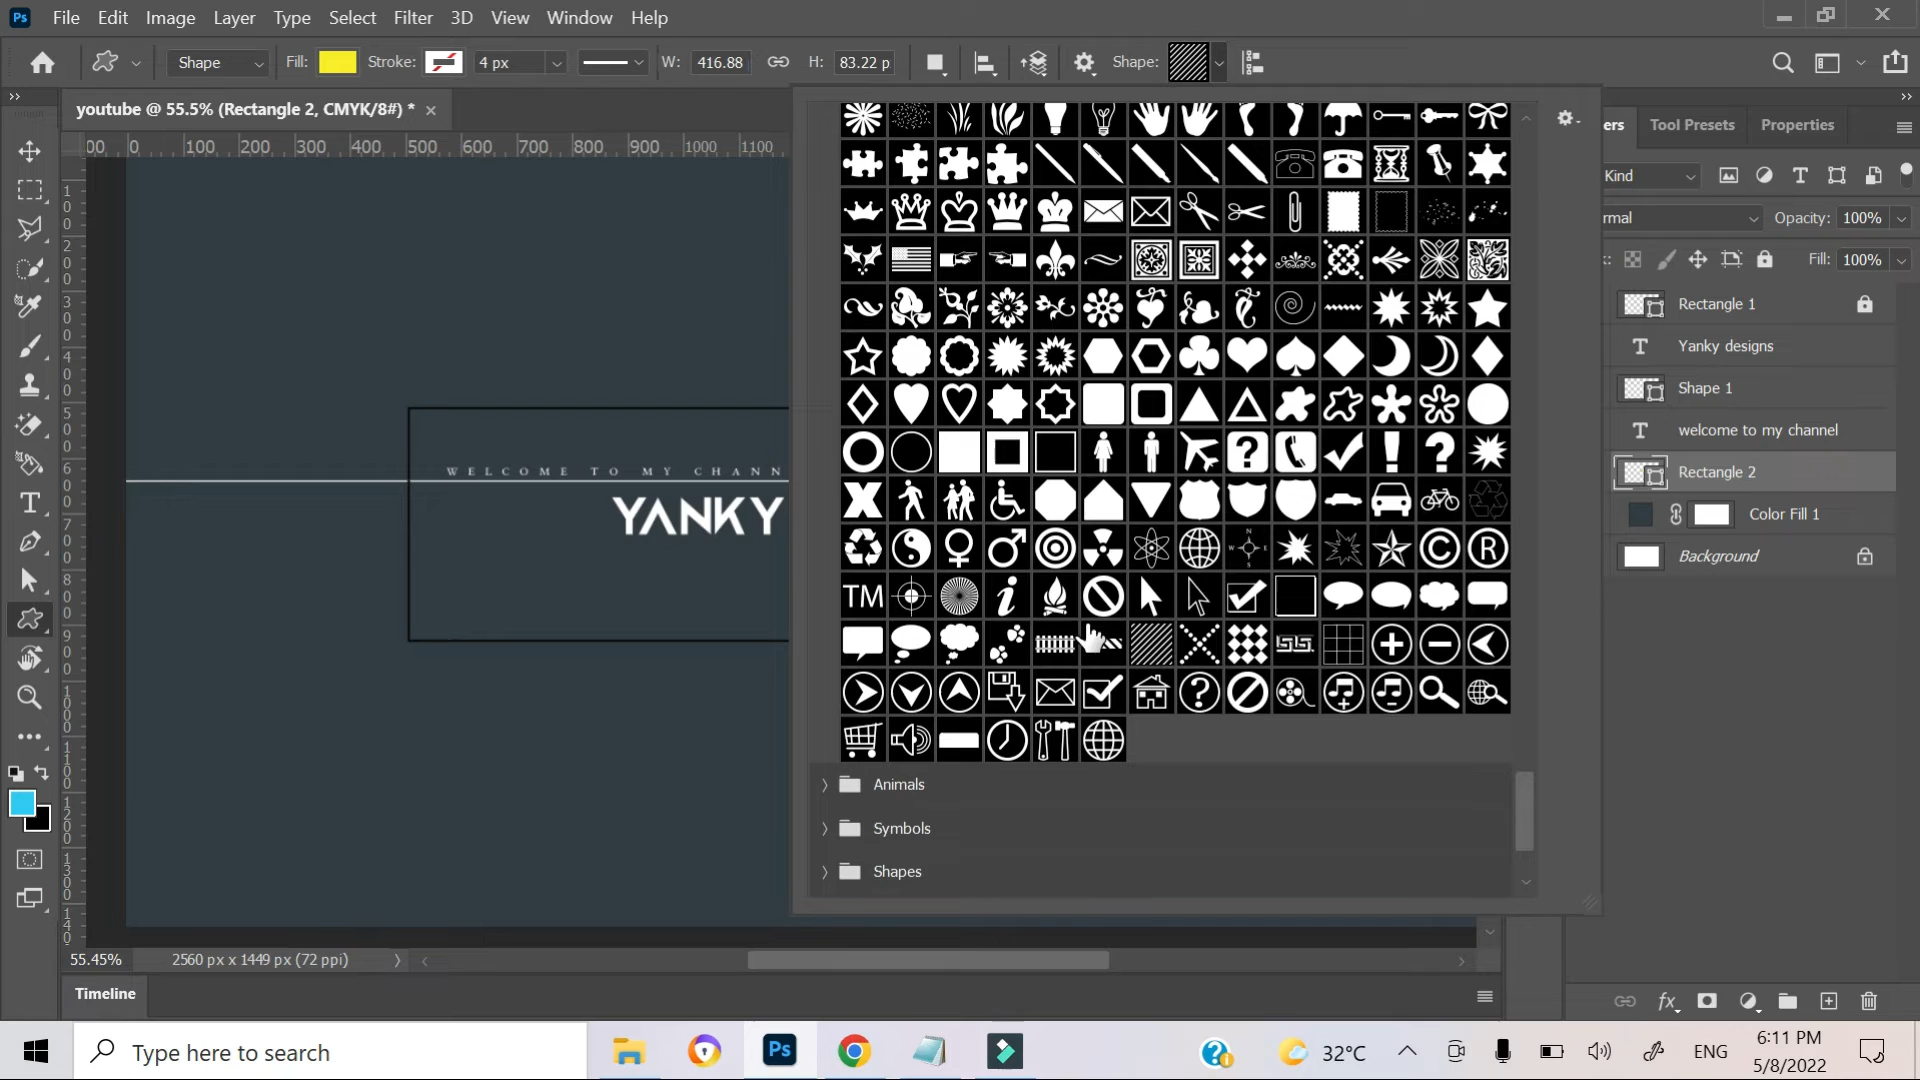 Ps File Edit Image Layer Type Select Filter 3D View Window Help
Shape Fill: Stroke: 4 px W: 416.88 H: 83.22 p Shape:
youtube @ 55.5% (Rectangle 2, CMYK/8#) *
ers Tool Presets Properties
00 0 100 200 300 400 500 600 700 800 900 1000 1100
Kind
rmal Opacity: 100%
Fill: 100%
Rectangle 1
Yanky designs
Shape 1
welcome to my channel
Rectangle 2
Color Fill 1
Background
WELCOME TO MY CHANN
YANKY
TM
Animals
Symbols
Shapes
55.45% 2560 px x 1449 px (72 ppi)
Timeline
fx
Type here to search
Ps
32°C
ENG
6:11 PM
5/8/2022